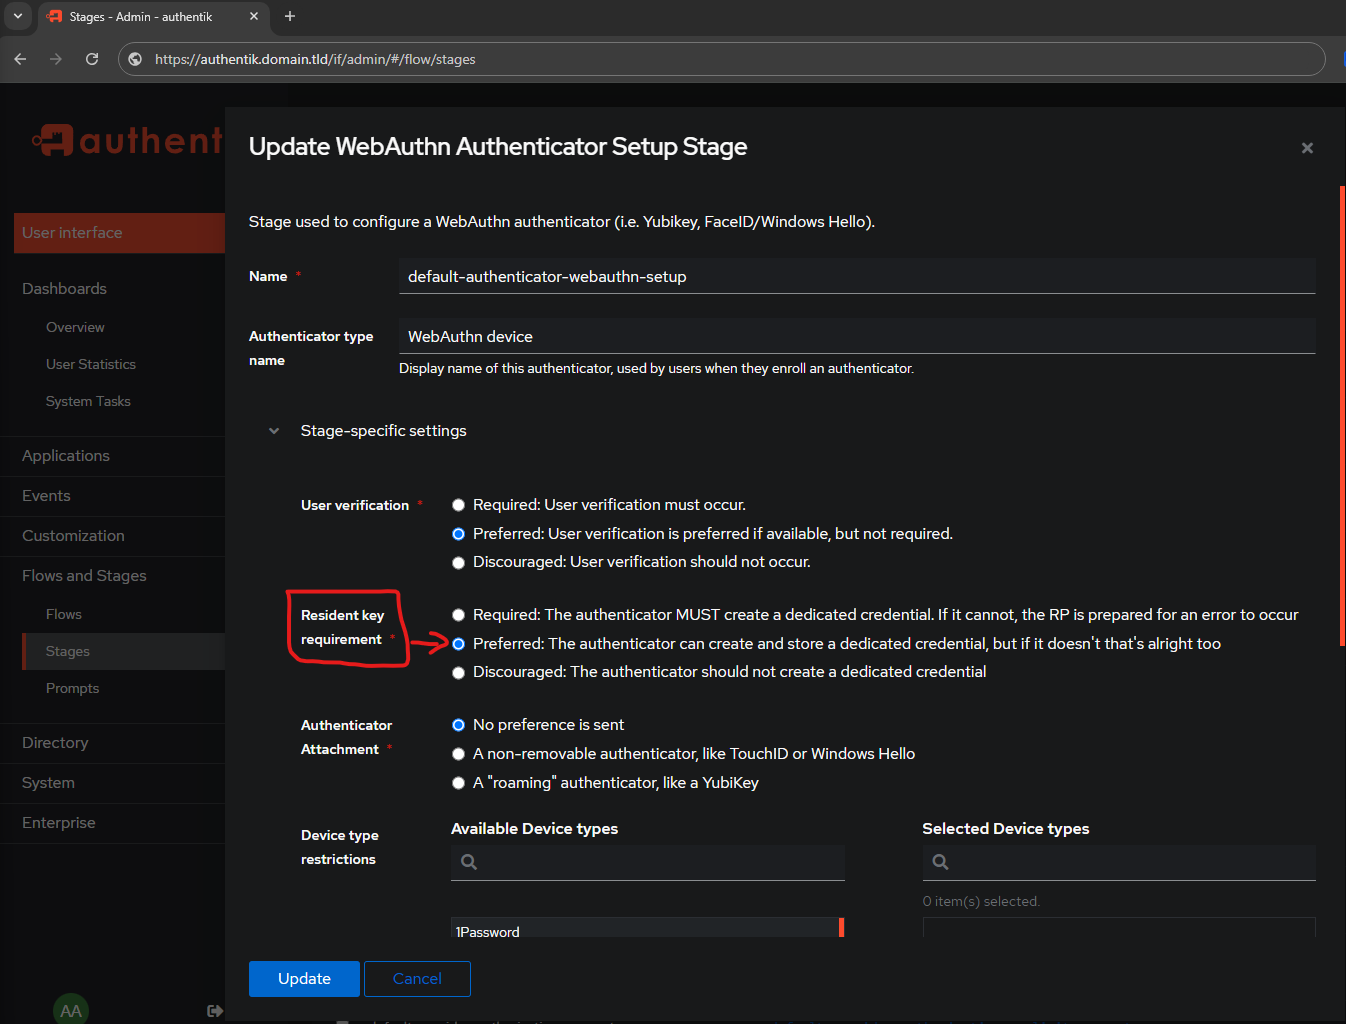 Stages - Admin - authentik
https://authentik.domain.tld/if/admin/#/flow/stages
authent
User interface
Dashboards
Overview
User Statistics
System Tasks
Applications
Events
Customization
Flows and Stages
Flows
Stages
Prompts
Directory
System
Enterprise
AA
Update WebAuthn Authenticator Setup Stage
Stage used to configure a WebAuthn authenticator (i.e. Yubikey, FaceID/Windows Hello).
Name *
default-authenticator-webauthn-setup
Authenticator type
name
WebAuthn device
Display name of this authenticator, used by users when they enroll an authenticator.
Stage-specific settings
User verification *
Required: User verification must occur.
Preferred: User verification is preferred if available, but not required.
Discouraged: User verification should not occur.
Resident key
requirement *
Required: The authenticator MUST create a dedicated credential. If it cannot, the RP is prepared for an error to occur
Preferred: The authenticator can create and store a dedicated credential, but if it doesn't that's alright too
Discouraged: The authenticator should not create a dedicated credential
Authenticator
Attachment *
No preference is sent
A non-removable authenticator, like TouchID or Windows Hello
A "roaming" authenticator, like a YubiKey
Device type
restrictions
Available Device types
1Password
Selected Device types
0 item(s) selected.
Update
Cancel